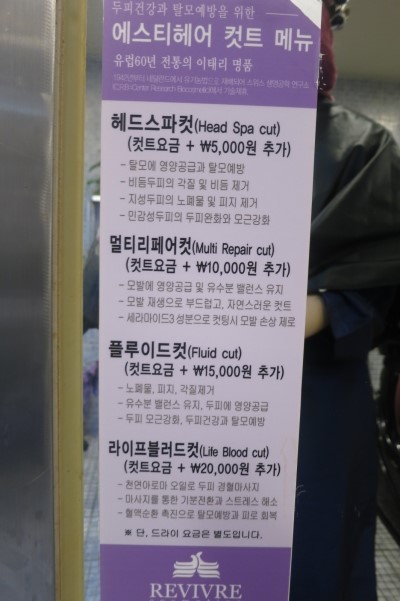 두피건강과 탈모예방을 위한
에스티헤어 컷트 메뉴
유럽60년 전통의 이태리 명품
헤드스파컷(Head Spa cut)
(컷트요금 + ₩5,000원 추가)
- 탈모에 영양공급과 탈모예방
- 비듬두피의 각질 및 비듬 제거
- 지성두피의 노폐물 및 피지 제거
- 민감성두피의 두피완화와 모근강화
멀티리페어컷(Multi Repair cut)
(컷트요금 + ₩10,000원 추가)
- 모발에 영양공급 및 유수분 밸런스 유지
- 모발 재생으로 부드럽고, 자연스러운 컷트
- 세라마이드3 성분으로 컷팅시 모발 손상 제로
플루이드컷(Fluid cut)
(컷트요금 + ₩15,000원 추가)
- 노폐물, 피지, 각질제거
- 유수분 밸런스 유지, 두피에 영양공급
- 두피 모근강화, 두피건강과 탈모예방
라이프블러드컷(Life Blood cut)
(컷트요금 + ₩20,000원 추가)
- 천연아로마 오일로 두피 경혈마사지
- 마사지를 통한 기분전환과 스트레스 해소
- 혈액순환 촉진으로 탈모예방과 피로 회복
※ 단, 드라이 요금은 별도입니다.
REVIVRE